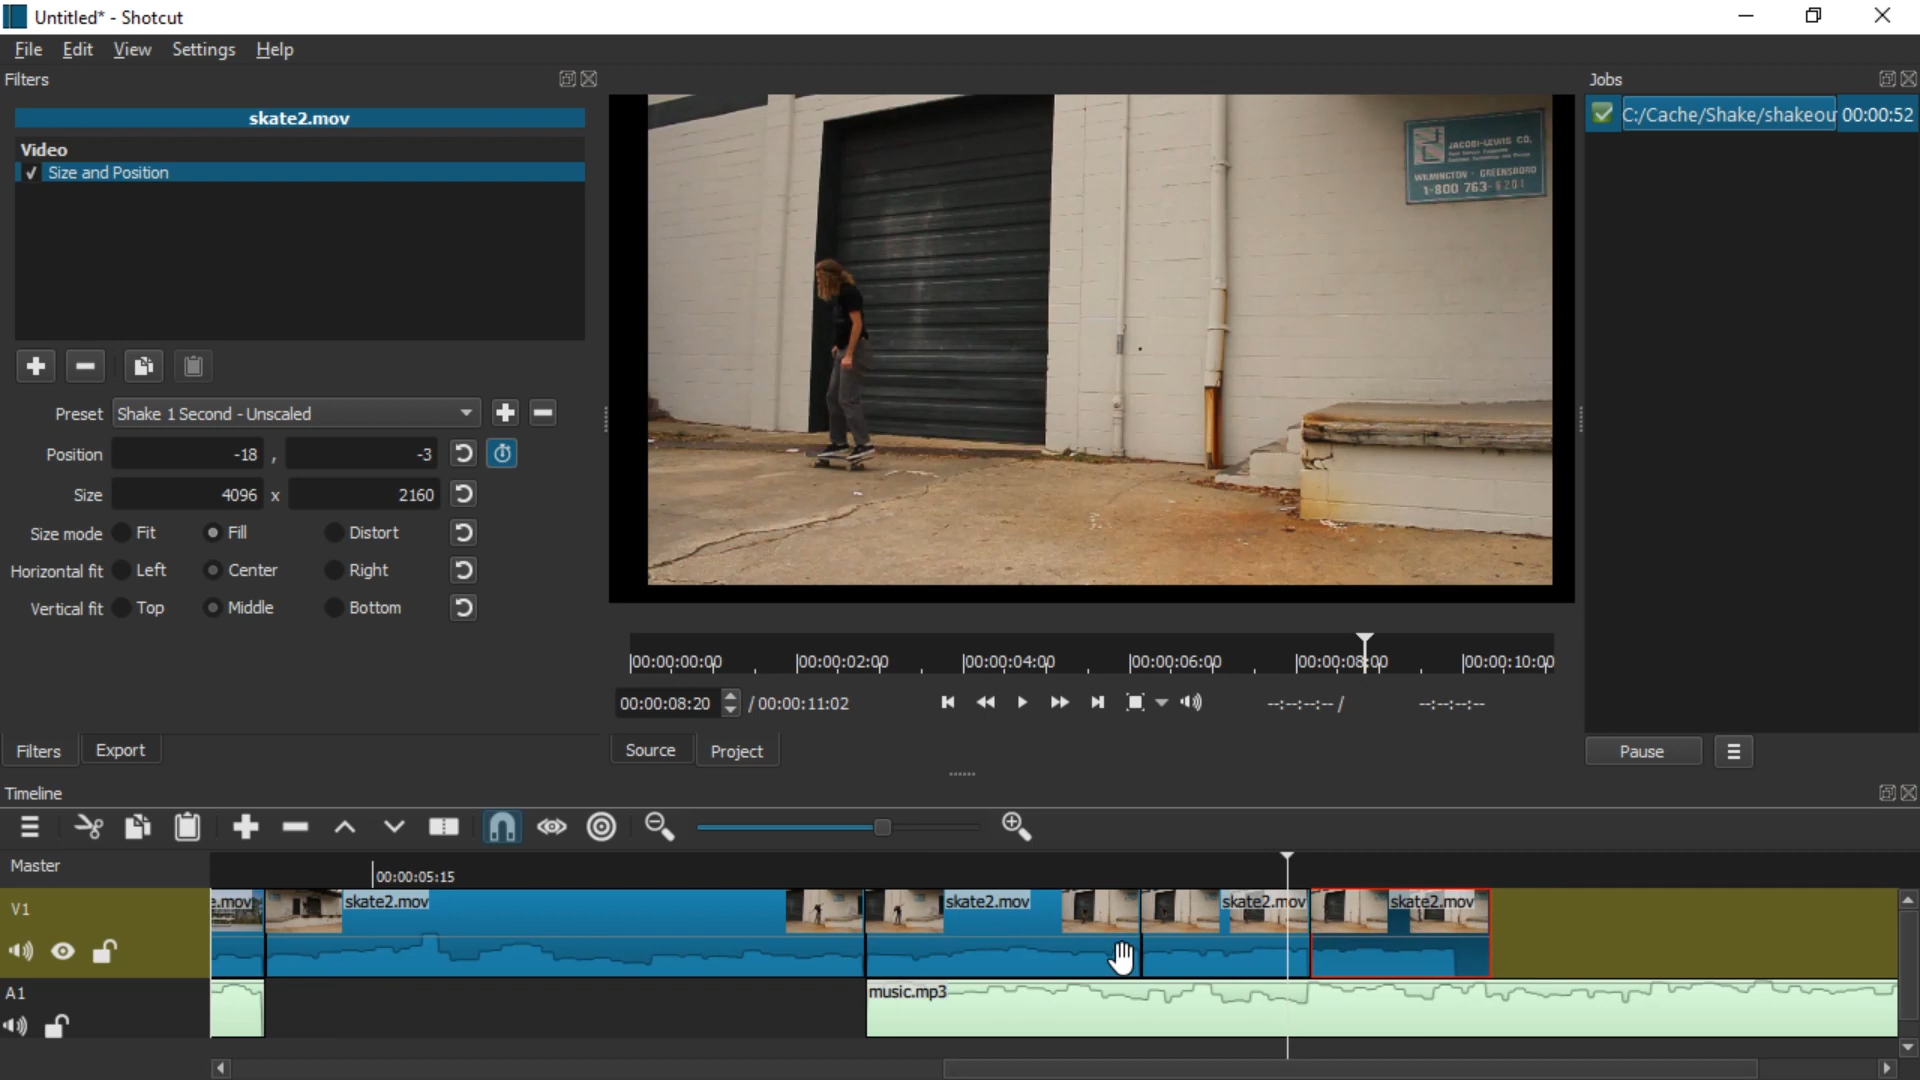 Untitled* - Shotcut
File Edit View Settings Help
Filters
Jobs
skate2.mov
C:/Cache/Shake/shakeou 00:00:52
Video
Size and Position
JACOBI-LEWIS CO.
WILMINGTON - GREENSBORO
1-800 763-6201
Preset Shake 1 Second - Unscaled
Position -18 , -3
Size 4096 x 2160
Size mode Fit Fill Distort
Horizontal fit Left Center Right
Vertical fit Top Middle Bottom
00:00:00:00 00:00:02:00 00:00:04:00 00:00:06:00 00:00:08:00 00:00:10:00
00:00:08:20 / 00:00:11:02 --:--:--:-- / --:--:--:--
Filters Export Source Project Pause
Timeline
Master
00:00:05:15
V1
e.mov skate2.mov skate2.mov skate2.mov skate2.mov
A1
music.mp3